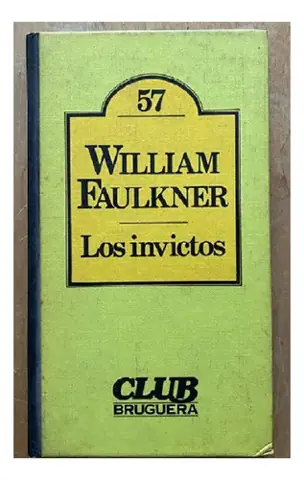 57
WILLIAM
FAULKNER
Los invictos
CLUB
BRUGUERA